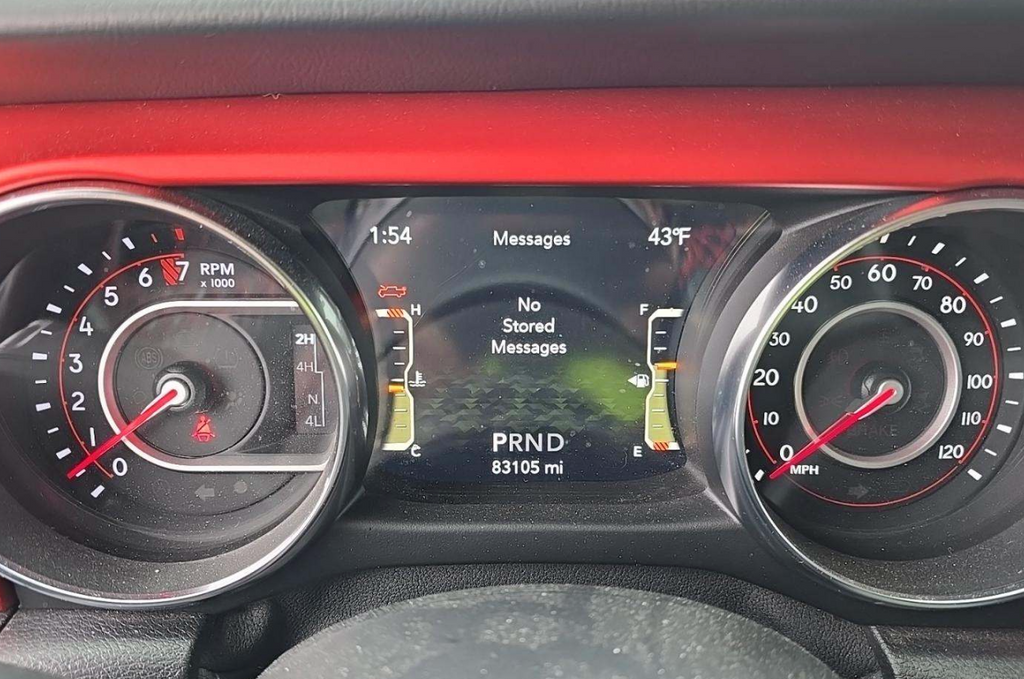 1:54
Messages
43°F
No
Stored
Messages
H
C
F
E
PRND
83105 mi
7
6
5
4
3
2
1
0
RPM
x 1000
ABS
2H
4H
N
4L
0
10
20
30
40
50
60
70
80
90
100
110
120
MPH